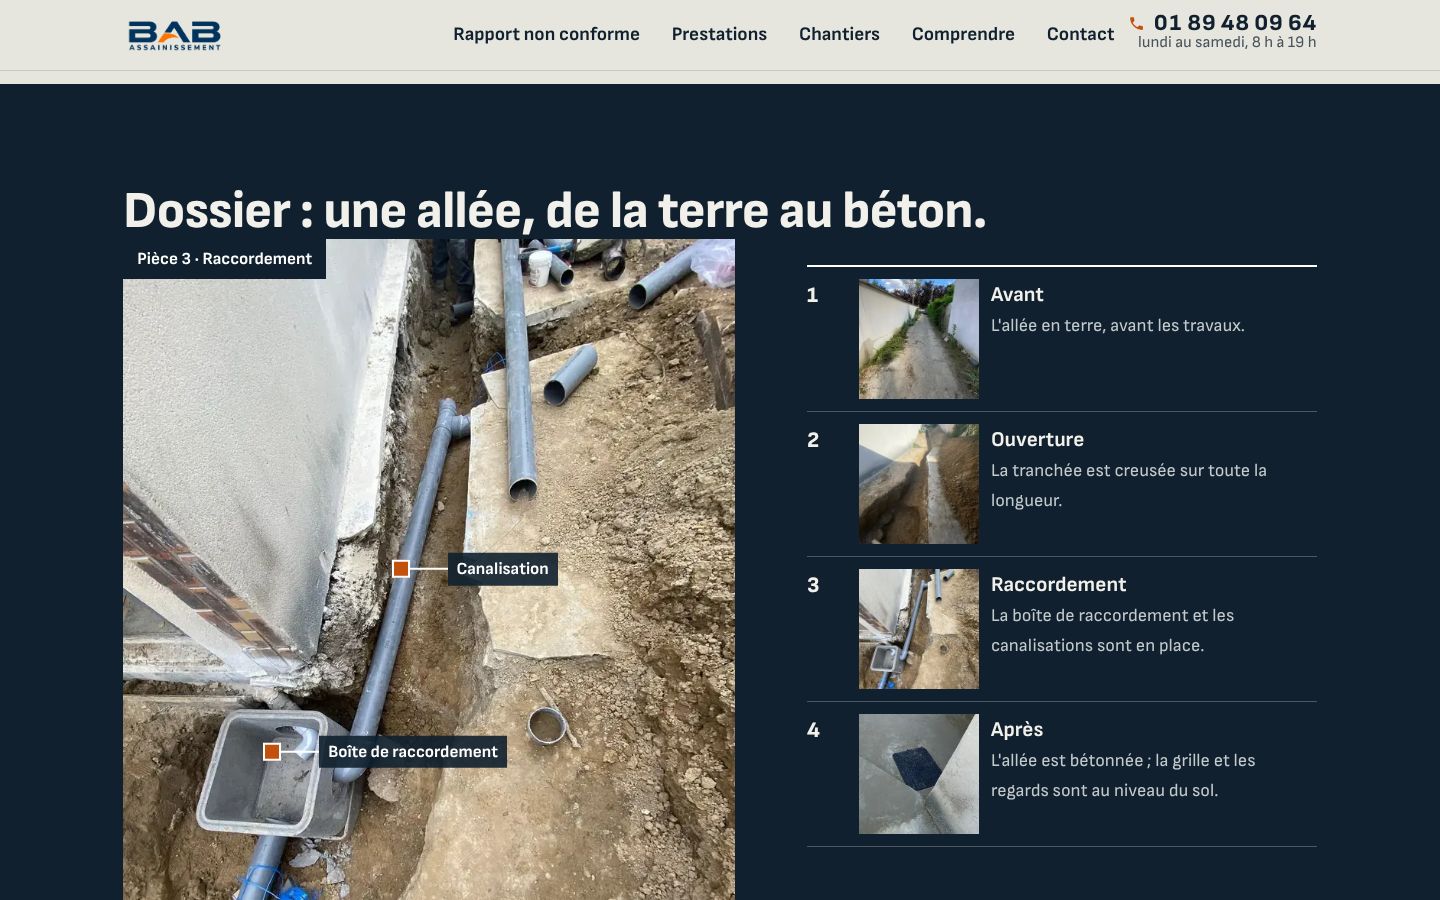 BAB
ASSAINISSEMENT
Rapport non conforme
Prestations
Chantiers
Comprendre
Contact
01 89 48 09 64
lundi au samedi, 8 h à 19 h
Dossier : une allée, de la terre au béton.
Pièce 3 · Raccordement
Canalisation
Boîte de raccordement
1
Avant
L'allée en terre, avant les travaux.
2
Ouverture
La tranchée est creusée sur toute la
longueur.
3
Raccordement
La boîte de raccordement et les
canalisations sont en place.
4
Après
L'allée est bétonnée ; la grille et les
regards sont au niveau du sol.